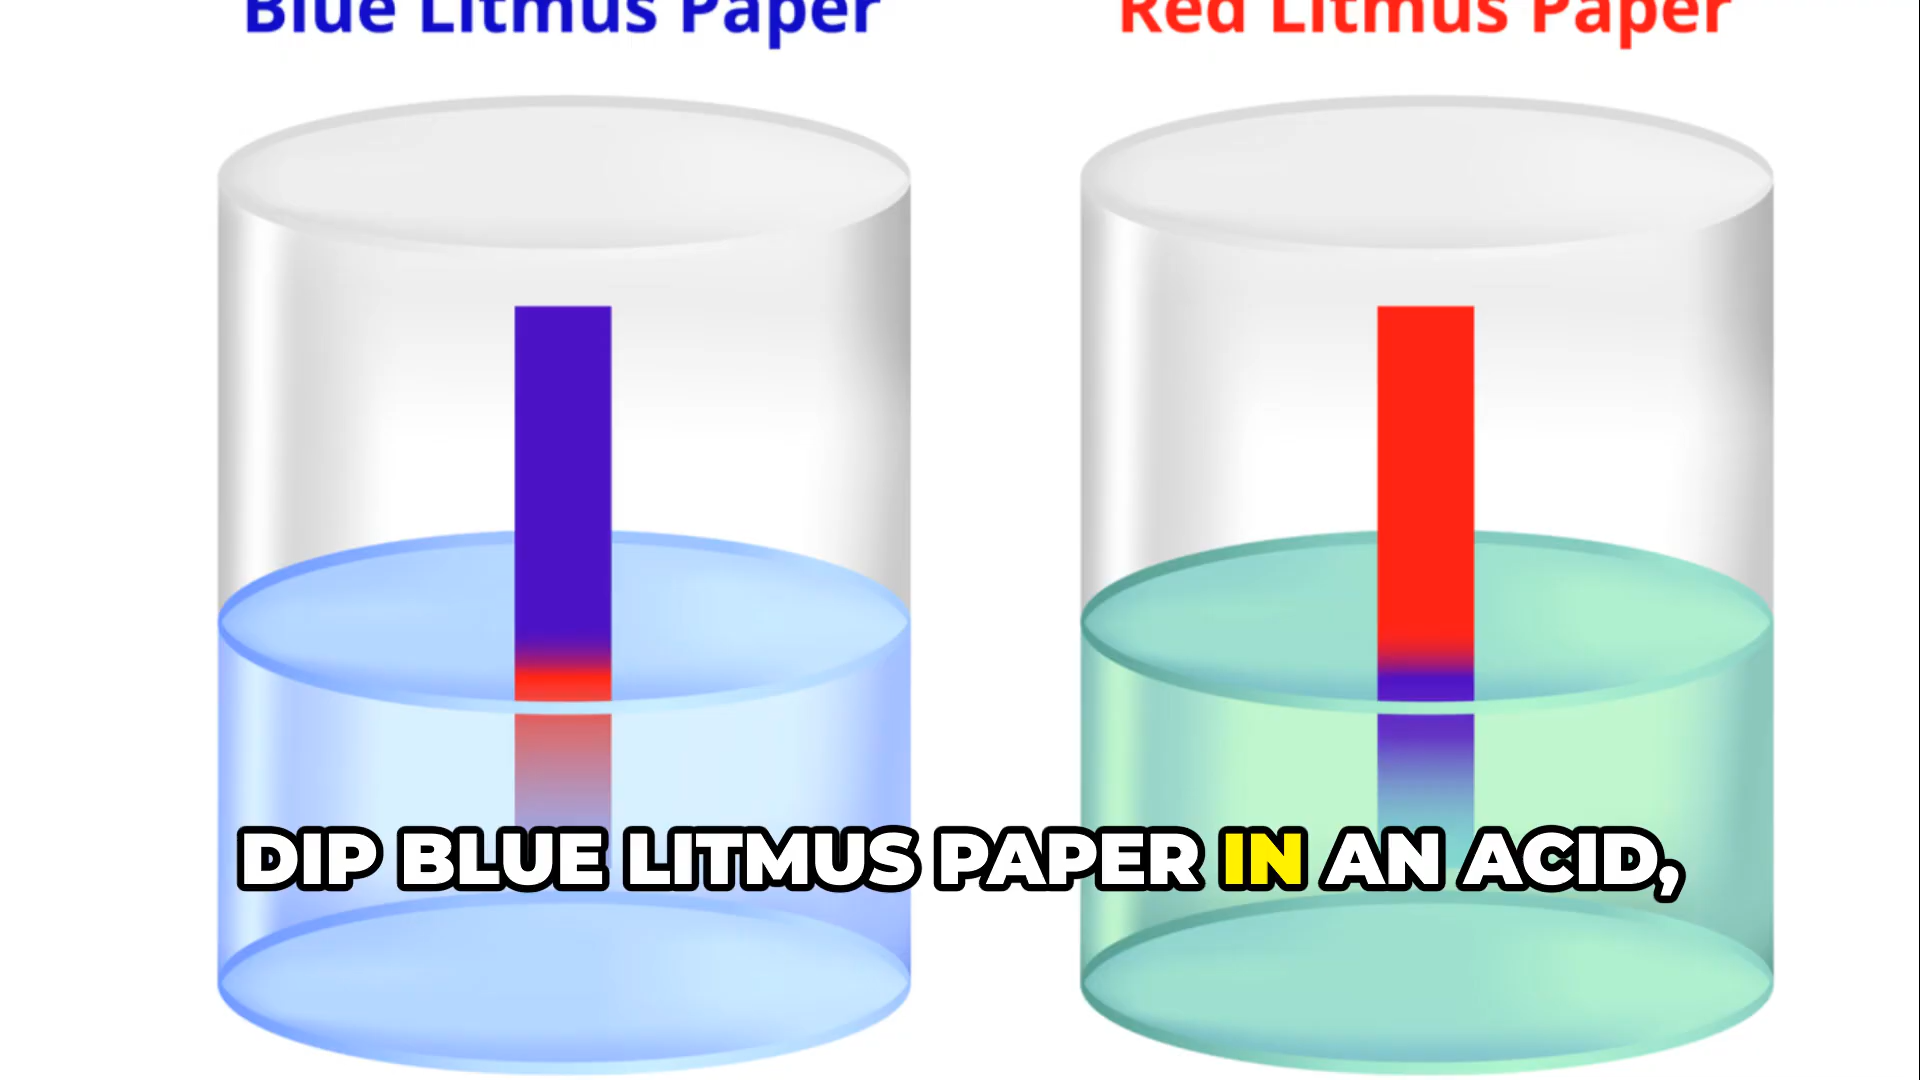 Blue Litmus Paper
Red Litmus Paper
DIP BLUE LITMUS PAPER IN AN ACID,